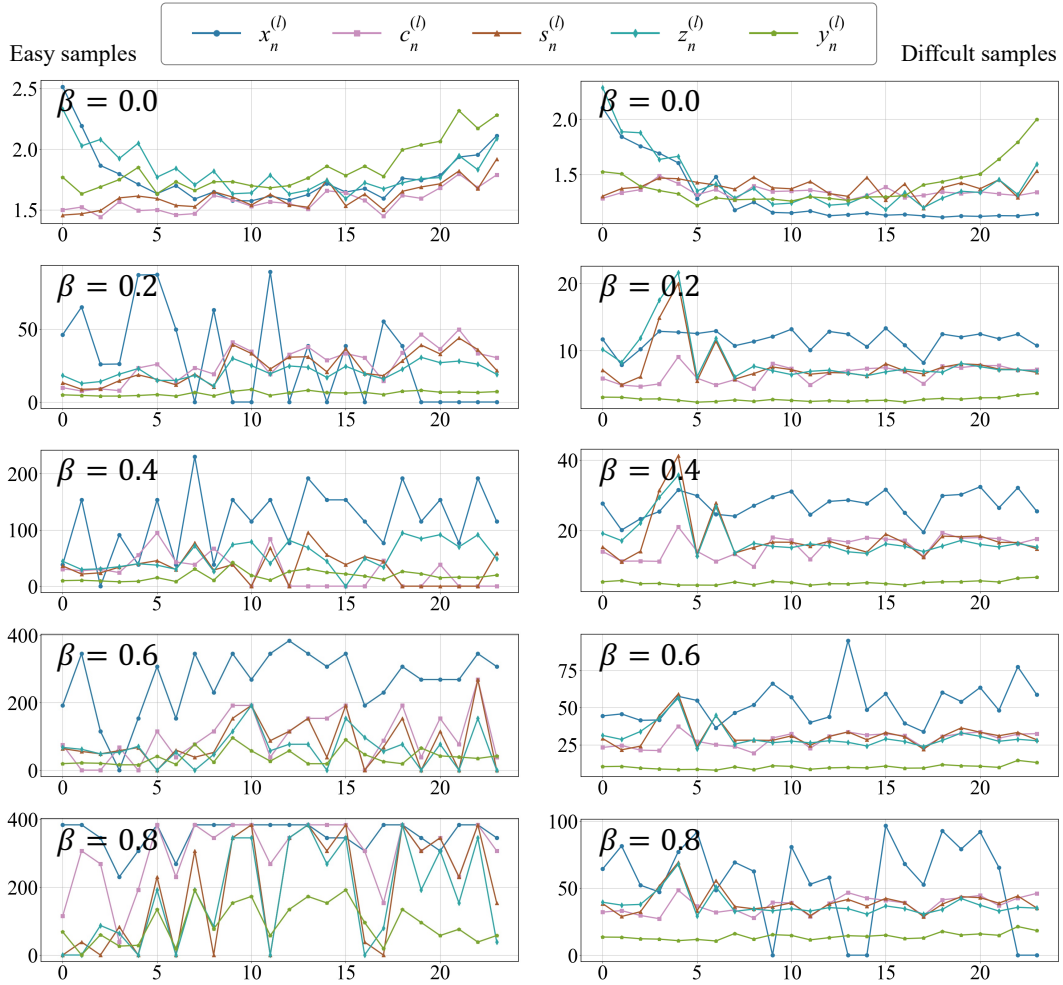 x_n^{(l)} c_n^{(l)} s_n^{(l)} z_n^{(l)} y_n^{(l)}
Easy samples Diffcult samples
β = 0.0
2.5
2.0
1.5
0 5 10 15 20
β = 0.0
2.0
1.5
0 5 10 15 20
β = 0.2
50
0
0 5 10 15 20
β = 0.2
20
10
0 5 10 15 20
β = 0.4
200
100
0
0 5 10 15 20
β = 0.4
40
20
0 5 10 15 20
β = 0.6
400
200
0
0 5 10 15 20
β = 0.6
75
50
25
0 5 10 15 20
β = 0.8
400
200
0
0 5 10 15 20
β = 0.8
100
50
0
0 5 10 15 20